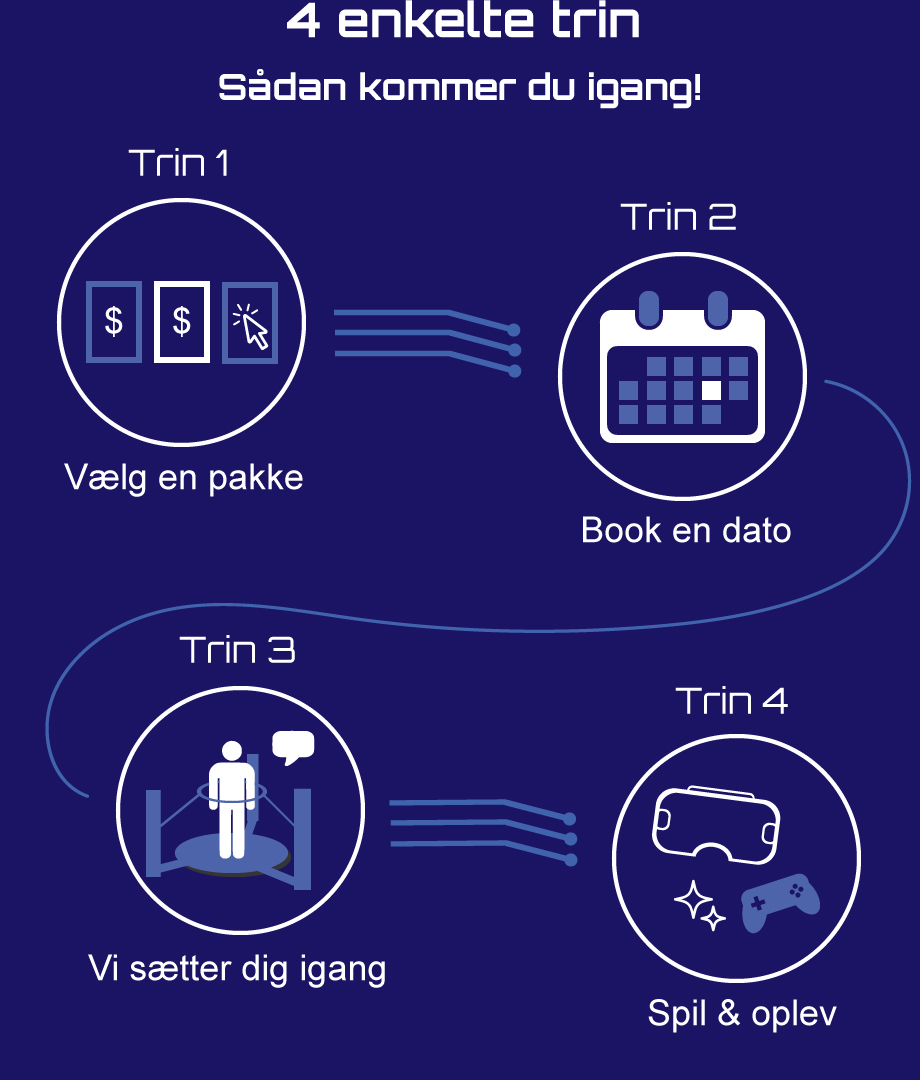 4 enkelte trin
Sådan kommer du igang!
Trin 1
$ $
Vælg en pakke
Trin 2
Book en dato
Trin 3
Vi sætter dig igang
Trin 4
Spil & oplev